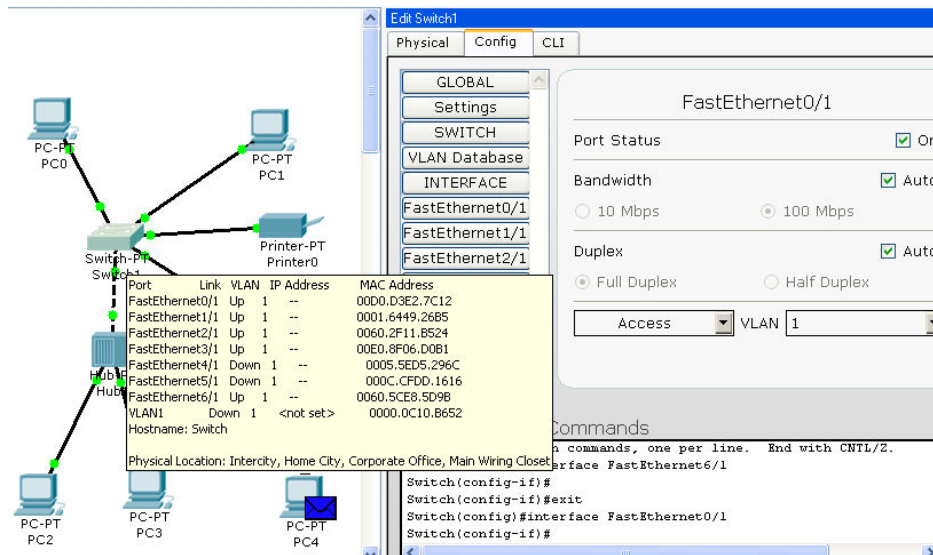 Edit Switch1
Physical Config CLI
GLOBAL
Settings
SWITCH
VLAN Database
INTERFACE
FastEthernet0/1
FastEthernet1/1
FastEthernet2/1
FastEthernet0/1
Port Status
Bandwidth Auto
10 Mbps 100 Mbps
Duplex Auto
Full Duplex Half Duplex
Access VLAN 1
PC-PT
PC0
PC-PT
PC1
Printer-PT
Printer0
Switch-PT
Switch1
Port Link VLAN IP Address MAC Address
FastEthernet0/1 Up 1 -- 00D0.D3E2.7C12
FastEthernet1/1 Up 1 -- 0001.6449.26B5
FastEthernet2/1 Up 1 -- 0060.2F11.B524
FastEthernet3/1 Up 1 -- 00E0.8F06.D0B1
FastEthernet4/1 Down 1 -- 0005.5ED5.296C
FastEthernet5/1 Down 1 -- 000C.CFDD.1616
FastEthernet6/1 Up 1 -- 0060.5CE8.5D9B
VLAN1 Down 1 <not set> 0000.0C10.B652
Hostname: Switch
Physical Location: Intercity, Home City, Corporate Office, Main Wiring Closet
Hub
PC-PT
PC2
PC-PT
PC3
PC-PT
PC4
Commands
commands, one per line. End with CNTL/Z.
erface FastEthernet6/1
Switch(config-if)#
Switch(config-if)#exit
Switch(config)#interface FastEthernet0/1
Switch(config-if)#